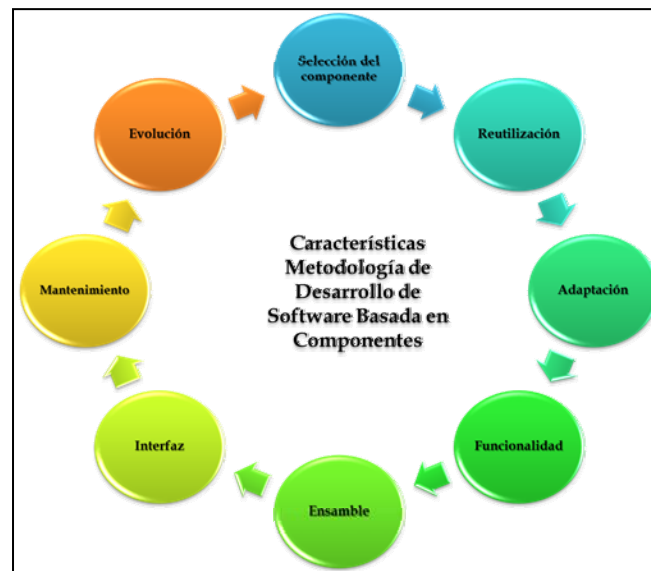 Selección del
componente
Reutilización
Adaptación
Funcionalidad
Ensamble
Interfaz
Mantenimiento
Evolución
Características
Metodología de
Desarrollo de
Software Basada en
Componentes